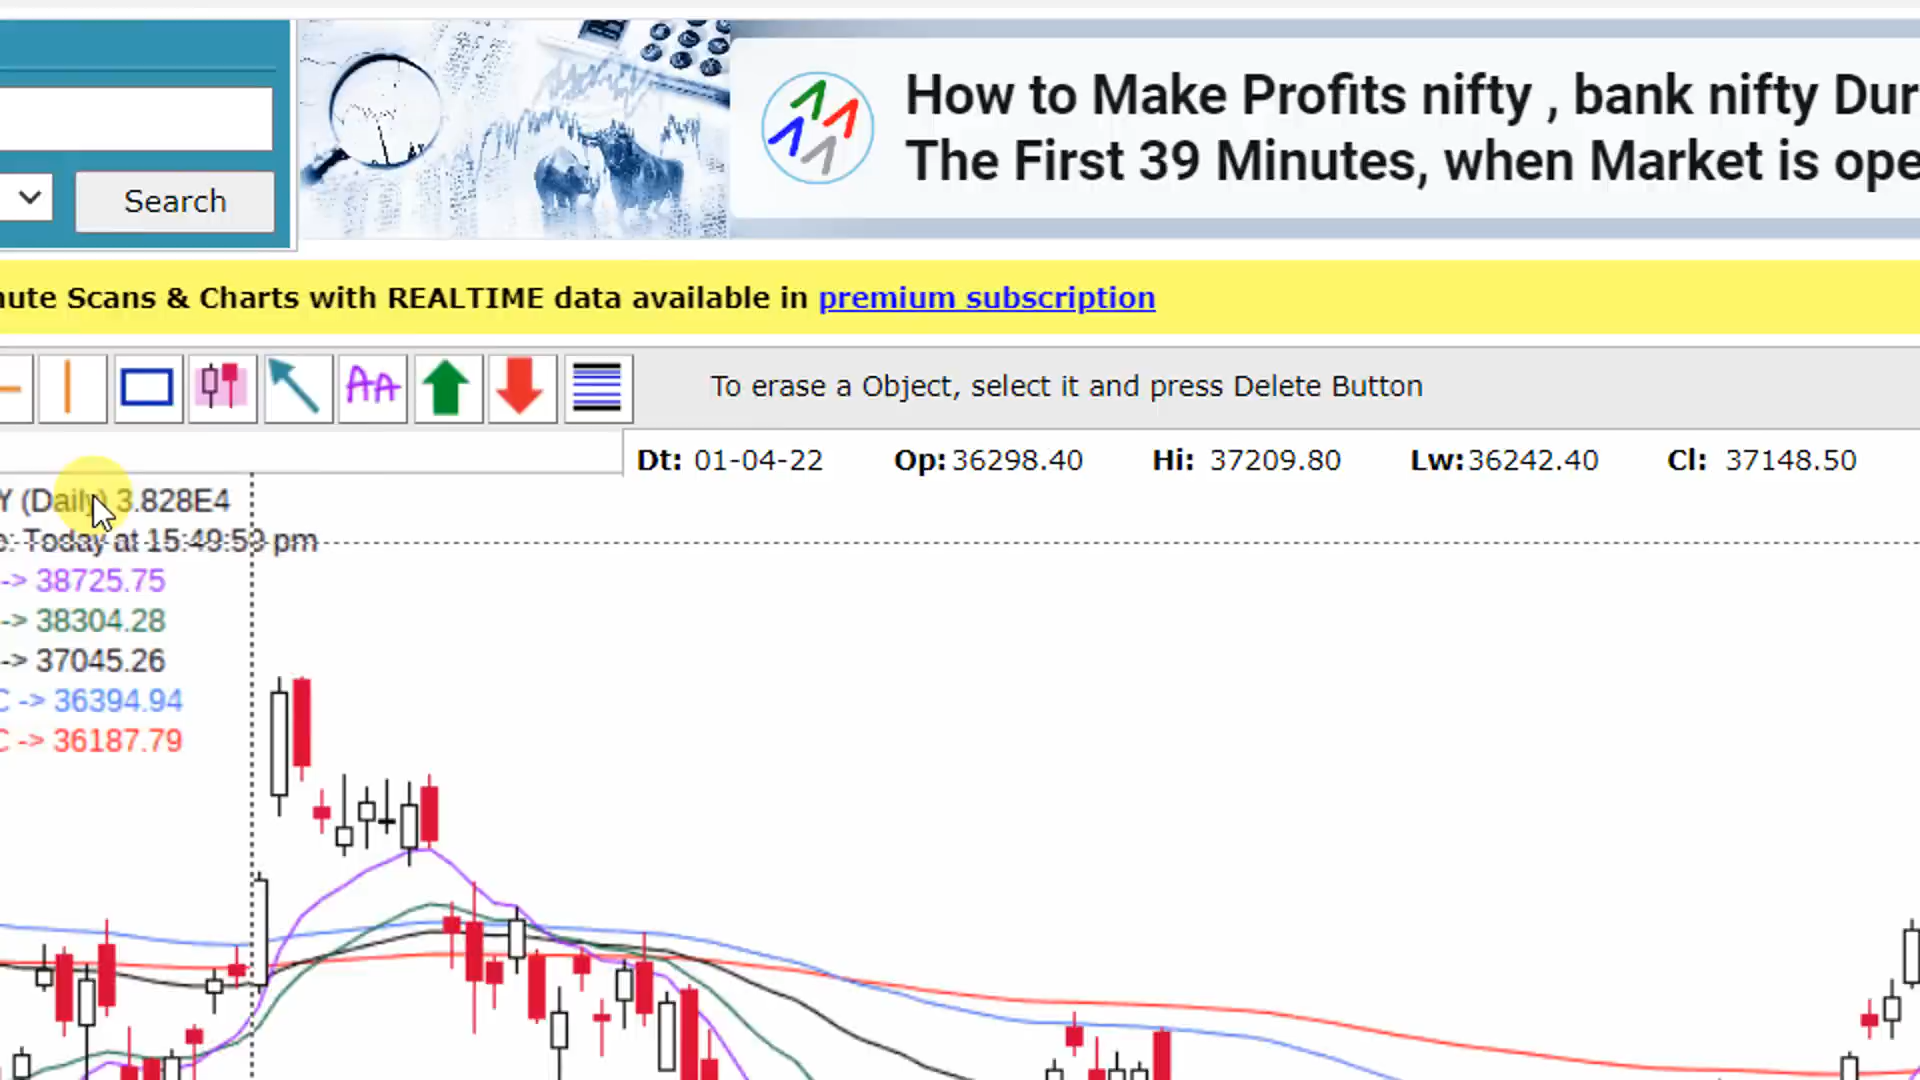 How to Make Profits nifty , bank nifty Dur
The First 39 Minutes, when Market is ope
Search
nute Scans & Charts with REALTIME data available in premium subscription
AA
To erase a Object, select it and press Delete Button
Dt: 01-04-22 Op:36298.40 Hi: 37209.80 Lw:36242.40 Cl: 37148.50
Y (Daily) 3.828E4
e: Today at 15:49:59 pm
-> 38725.75
-> 38304.28
-> 37045.26
C -> 36394.94
C -> 36187.79